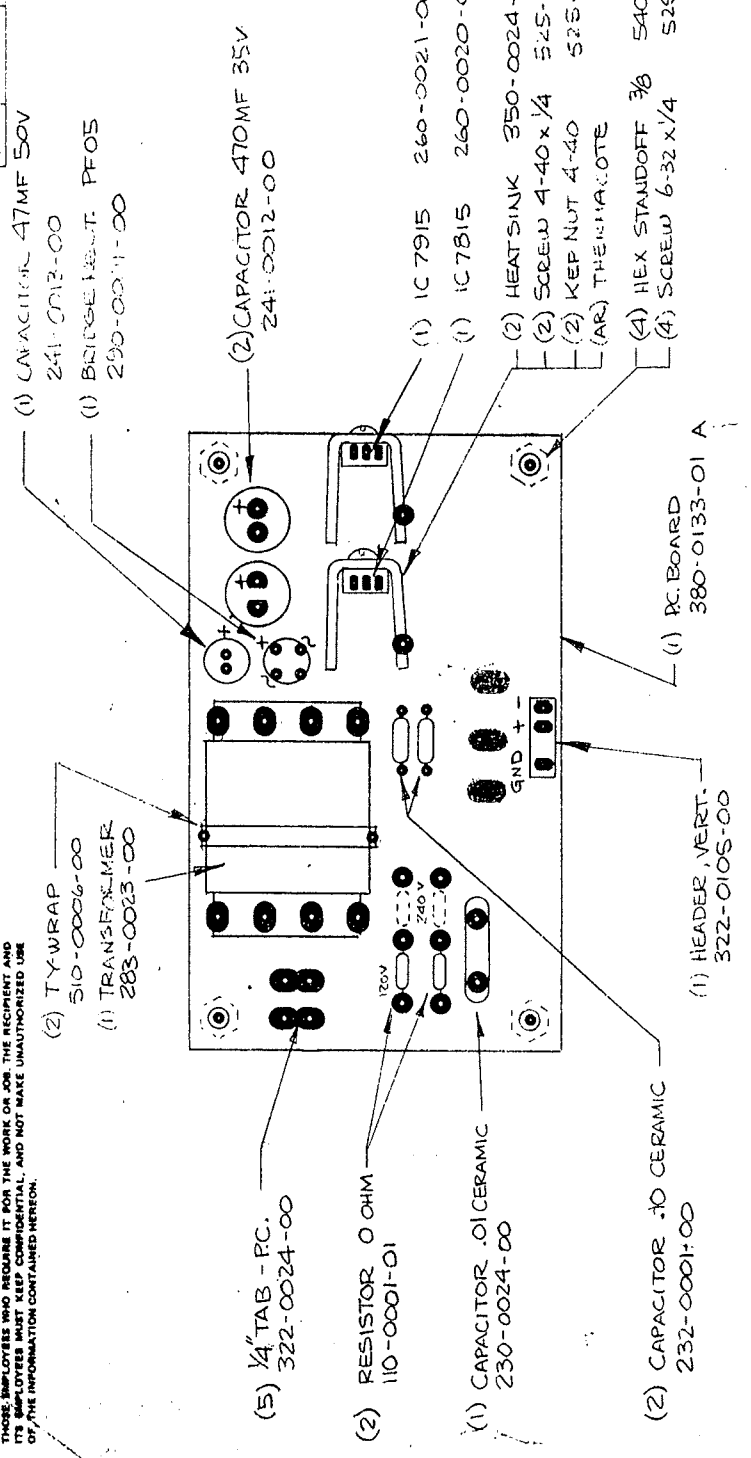 THOSE EMPLOYEES WHO REQUIRE IT FOR THE WORK OR JOB. THE RECIPIENT AND
ITS EMPLOYEES MUST KEEP CONFIDENTIAL, AND NOT MAKE UNAUTHORIZED USE
OF, THE INFORMATION CONTAINED HEREON.
(2) TY-WRAP
510-0006-00
(1) TRANSFORMER
283-0023-00
(1) CAPACITOR 47MF 50V
(1) BRIDGE PF05
(2) CAPACITOR 470MF 35V
241-0012-00
(1) IC 7915 260-0021-
(1) IC 7815 260-0020-
(2) HEATSINK 350-0024-
(2) SCREW 4-40 x 1/4 525-
(2) KEP NUT 4-40 525-
(AR) THERMACOTE
(4) HEX STANDOFF 3/8 540
(4) SCREW 6-32 x 1/4
(5) 1/4" TAB - P.C.
322-0024-00
(2) RESISTOR 0 OHM
110-0001-01
(1) CAPACITOR .01 CERAMIC
230-0024-00
(2) CAPACITOR .10 CERAMIC
232-0001-00
120V
240V
GND + -
+
+
+
+
~
~
(1) HEADER, VERT.
322-0105-00
(1) P.C. BOARD
380-0133-01 A